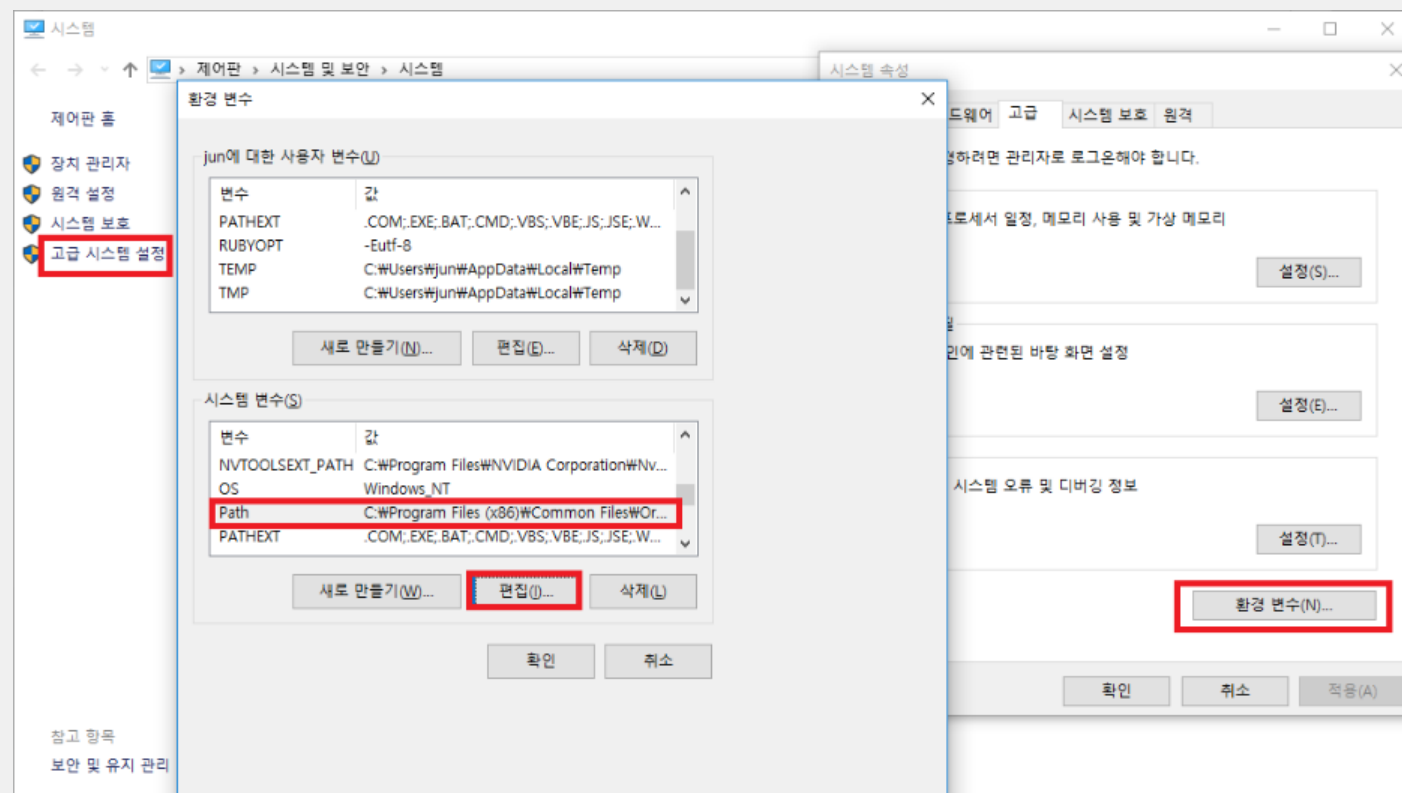 시스템
제어판 › 시스템 및 보안 › 시스템
제어판 홈
장치 관리자
원격 설정
시스템 보호
고급 시스템 설정
참고 항목
보안 및 유지 관리
환경 변수
jun에 대한 사용자 변수(U)
변수 값
PATHEXT .COM;.EXE;.BAT;.CMD;.VBS;.VBE;.JS;.JSE;.W...
RUBYOPT -Eutf-8
TEMP C:₩Users₩jun₩AppData₩Local₩Temp
TMP C:₩Users₩jun₩AppData₩Local₩Temp
새로 만들기(N)... 편집(E)... 삭제(D)
시스템 변수(S)
변수 값
NVTOOLSEXT_PATH C:₩Program Files₩NVIDIA Corporation₩Nv...
OS Windows_NT
Path C:₩Program Files (x86)₩Common Files₩Or...
PATHEXT .COM;.EXE;.BAT;.CMD;.VBS;.VBE;.JS;.JSE;.W...
새로 만들기(W)... 편집(I)... 삭제(L)
확인 취소
시스템 속성
드웨어 고급 시스템 보호 원격
경하려면 관리자로 로그온해야 합니다.
프로세서 일정, 메모리 사용 및 가상 메모리
설정(S)...
인에 관련된 바탕 화면 설정
설정(E)...
시스템 오류 및 디버깅 정보
설정(T)...
환경 변수(N)...
확인 취소 적용(A)